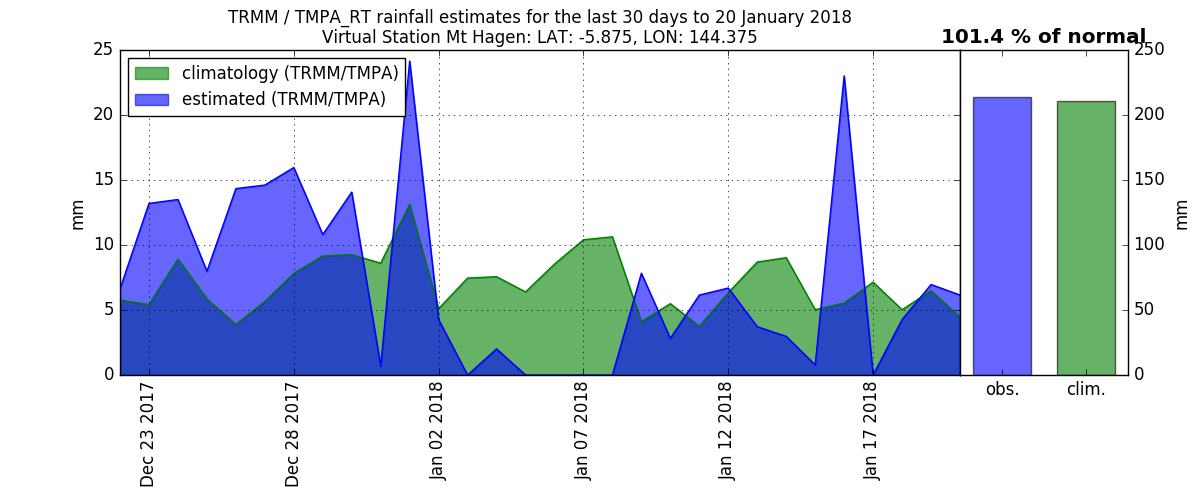 TRMM / TMPA_RT rainfall estimates for the last 30 days to 20 January 2018
Virtual Station Mt Hagen: LAT: -5.875, LON: 144.375
101.4 % of normal
climatology (TRMM/TMPA)
estimated (TRMM/TMPA)
mm
25
20
15
10
5
0
Dec 23 2017
Dec 28 2017
Jan 02 2018
Jan 07 2018
Jan 12 2018
Jan 17 2018
obs.
clim.
250
200
150
100
50
0
mm